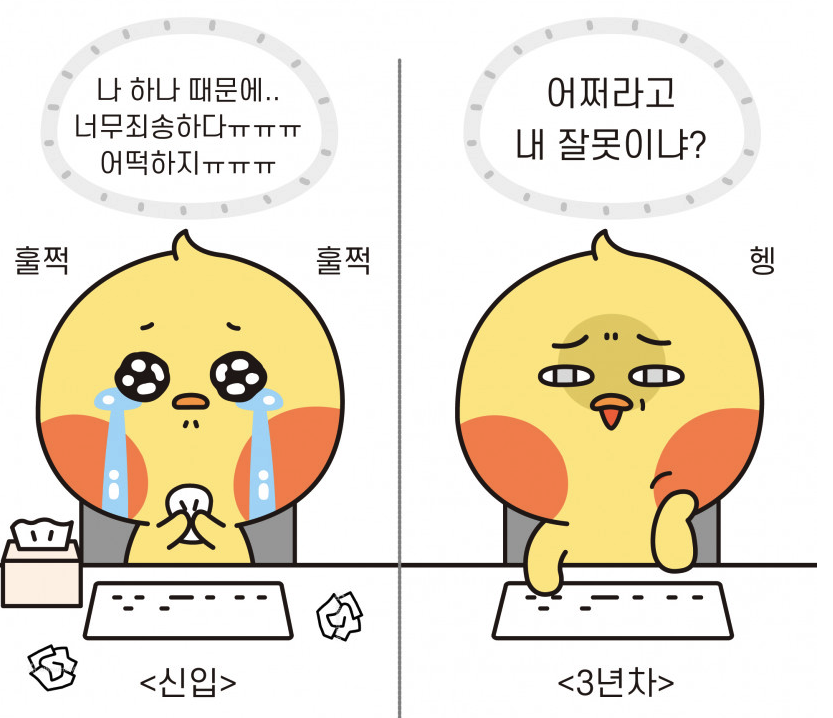 나 하나 때문에..
너무죄송하다ㅠㅠㅠ
어떡하지ㅠㅠㅠ
훌쩍
훌쩍
<신입>
어쩌라고
내 잘못이냐?
헹
<3년차>